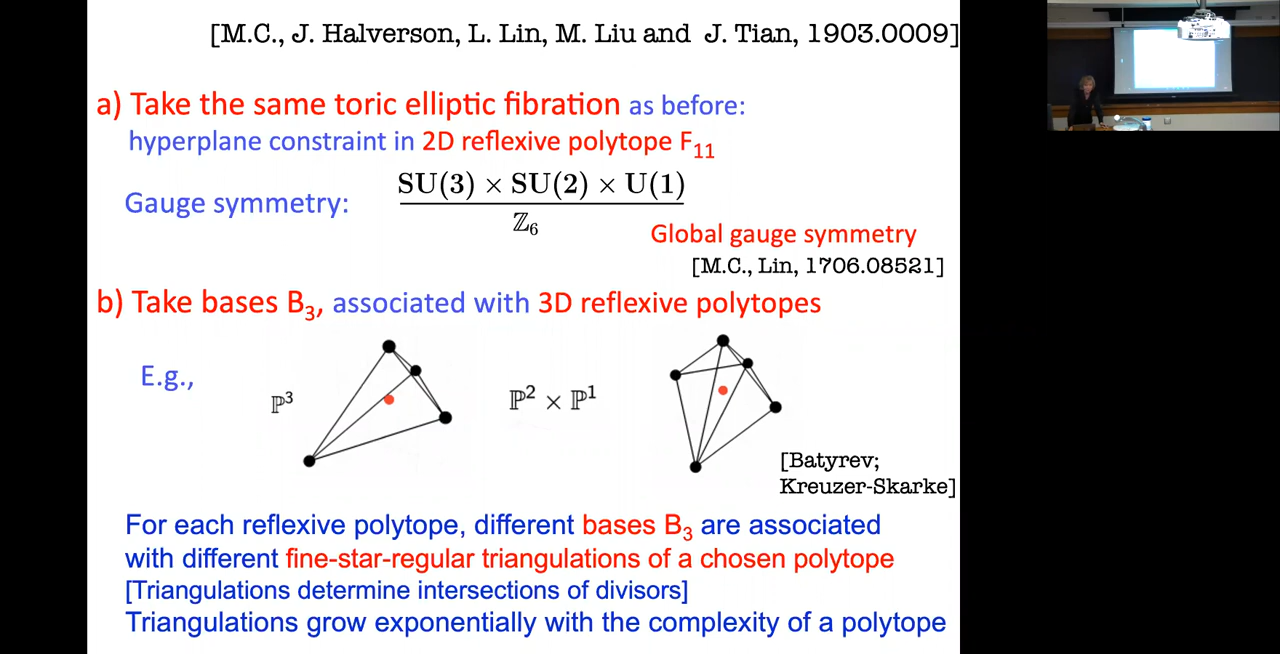 [M.C., J. Halverson, L. Lin, M. Liu and J. Tian, 1903.0009]
a) Take the same toric elliptic fibration as before:
hyperplane constraint in 2D reflexive polytope F₁₁
Gauge symmetry:
SU(3) × SU(2) × U(1)
ℤ₆
Global gauge symmetry
[M.C., Lin, 1706.08521]
b) Take bases B₃, associated with 3D reflexive polytopes
E.g.,
ℙ³
ℙ² × ℙ¹
[Batyrev;
Kreuzer-Skarke]
For each reflexive polytope, different bases B₃ are associated
with different fine-star-regular triangulations of a chosen polytope
[Triangulations determine intersections of divisors]
Triangulations grow exponentially with the complexity of a polytope